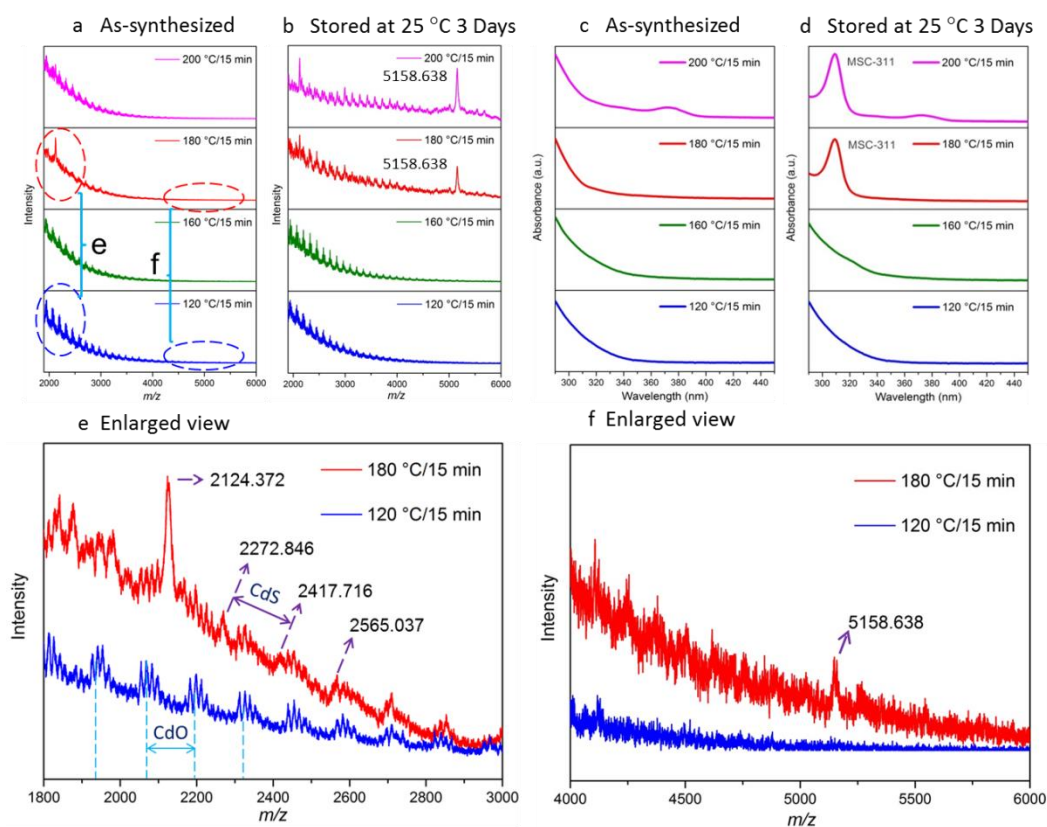 a As-synthesized
b Stored at 25 °C 3 Days
c As-synthesized
d Stored at 25 °C 3 Days
Intensity
200 °C/15 min
180 °C/15 min
160 °C/15 min
120 °C/15 min
e
f
2000 3000 4000 5000 6000
m/z
Intensity
200 °C/15 min
5158.638
180 °C/15 min
5158.638
160 °C/15 min
120 °C/15 min
2000 3000 4000 5000 6000
m/z
Absorbance (a.u.)
200 °C/15 min
180 °C/15 min
160 °C/15 min
120 °C/15 min
300 320 340 360 380 400 420 440
Wavelength (nm)
Absorbance (a.u.)
MSC-311
200 °C/15 min
MSC-311
180 °C/15 min
160 °C/15 min
120 °C/15 min
300 320 340 360 380 400 420 440
Wavelength (nm)
e Enlarged view
180 °C/15 min
120 °C/15 min
2124.372
2272.846
CdS
2417.716
2565.037
CdO
Intensity
1800 2000 2200 2400 2600 2800 3000
m/z
f Enlarged view
180 °C/15 min
120 °C/15 min
5158.638
Intensity
4000 4500 5000 5500 6000
m/z